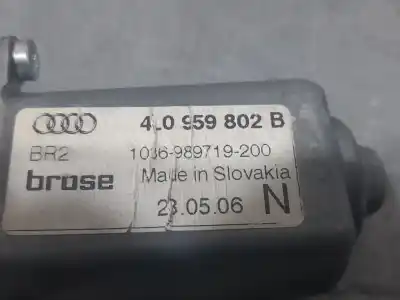 4L0 959 802 B
BR2 1036-989719-200
brose Made in Slovakia
23.05.06 N